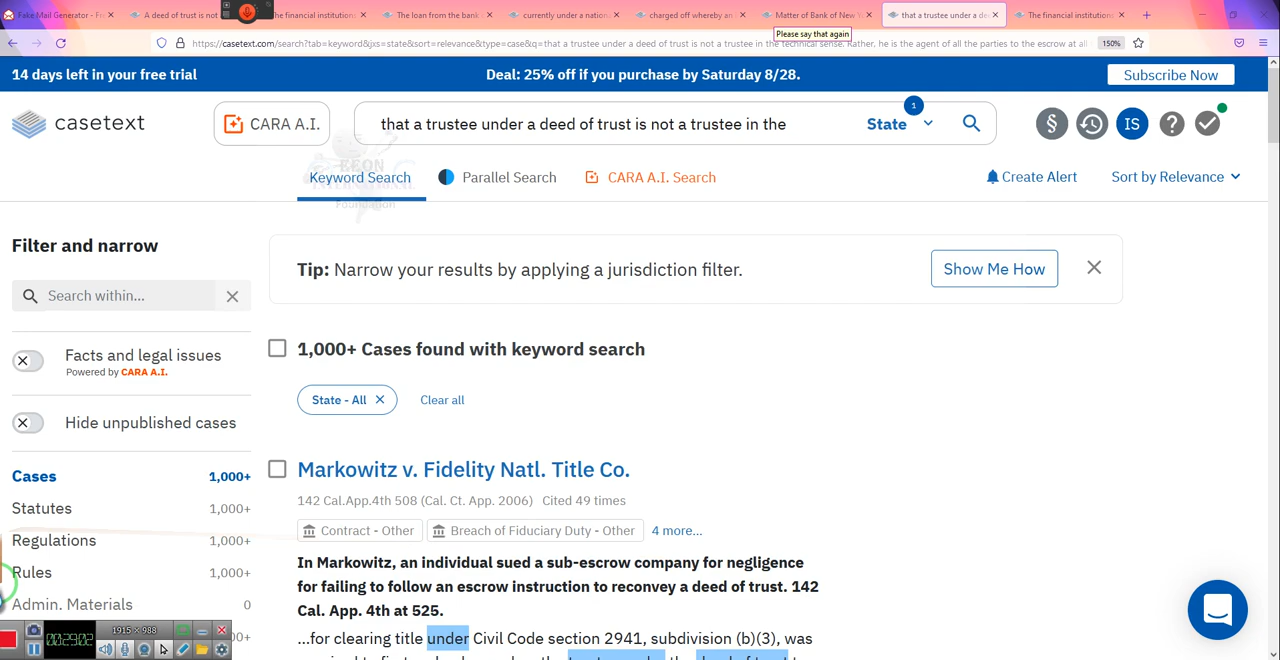 Fake Mail Generator - F
A deed of trust is not
The financial institutions
The loan from the bank
currently under a nation
charged off whereby an
Matter of Bank of New Y
that a trustee under a de
The financial institutions
Please say that again
https://casetext.com/search?tab=keyword&jxs=state&sort=relevance&type=case&q=that a trustee under a deed of trust is not a trustee in the technical sense. Rather, he is the agent of all the parties to the escrow at all
150%
14 days left in your free trial
Deal: 25% off if you purchase by Saturday 8/28.
Subscribe Now
casetext
CARA A.I.
that a trustee under a deed of trust is not a trustee in the
State
1
§
IS
?
Keyword Search
Parallel Search
CARA A.I. Search
Create Alert
Sort by Relevance
INTERNATIONAL
Foundation
Filter and narrow
Tip: Narrow your results by applying a jurisdiction filter.
Show Me How
Search within...
Facts and legal issues
Powered by CARA A.I.
1,000+ Cases found with keyword search
State - All
Clear all
Hide unpublished cases
Cases 1,000+
Statutes 1,000+
Regulations 1,000+
Rules 1,000+
Admin. Materials 0
Markowitz v. Fidelity Natl. Title Co.
142 Cal.App.4th 508 (Cal. Ct. App. 2006) Cited 49 times
Contract - Other
Breach of Fiduciary Duty - Other
4 more...
In Markowitz, an individual sued a sub-escrow company for negligence
for failing to follow an escrow instruction to reconvey a deed of trust. 142
Cal. App. 4th at 525.
...for clearing title under Civil Code section 2941, subdivision (b)(3), was
1915 × 988